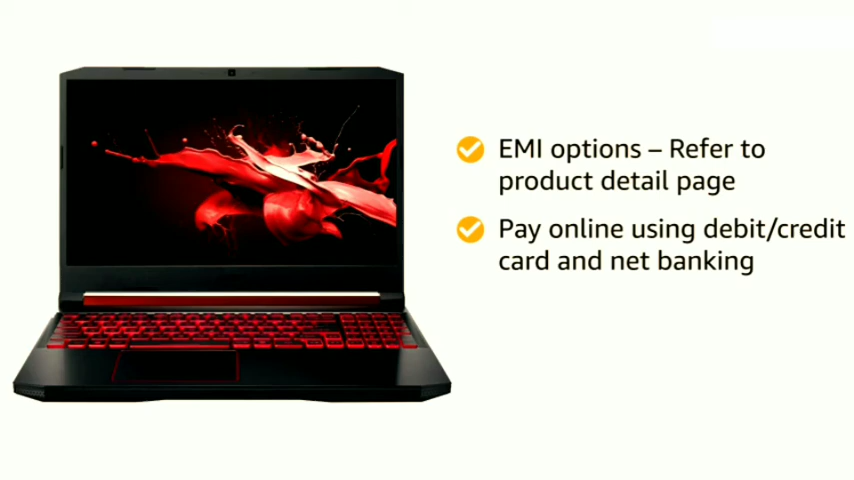 EMI options – Refer to
product detail page
Pay online using debit/credit
card and net banking